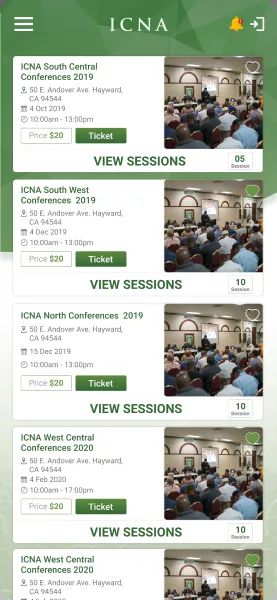 ICNA
ICNA South Central
Conferences 2019
50 E. Andover Ave. Hayward,
CA 94544
4 Oct 2019
10:00am - 13:00pm
Price $20
Ticket
VIEW SESSIONS
05
Session
ICNA South West
Conferences 2019
50 E. Andover Ave. Hayward,
CA 94544
4 Dec 2019
10:00am - 13:00pm
Price $20
Ticket
VIEW SESSIONS
10
Session
ICNA North Conferences 2019
50 E. Andover Ave. Hayward,
CA 94544
15 Dec 2019
10:00am - 13:00pm
Price $20
Ticket
VIEW SESSIONS
10
Session
ICNA West Central
Conferences 2020
50 E. Andover Ave. Hayward,
CA 94544
4 Feb 2020
10:00am - 17:00pm
Price $20
Ticket
VIEW SESSIONS
10
Session
ICNA West Central
Conferences 2020
50 E. Andover Ave. Hayward,
CA 94544